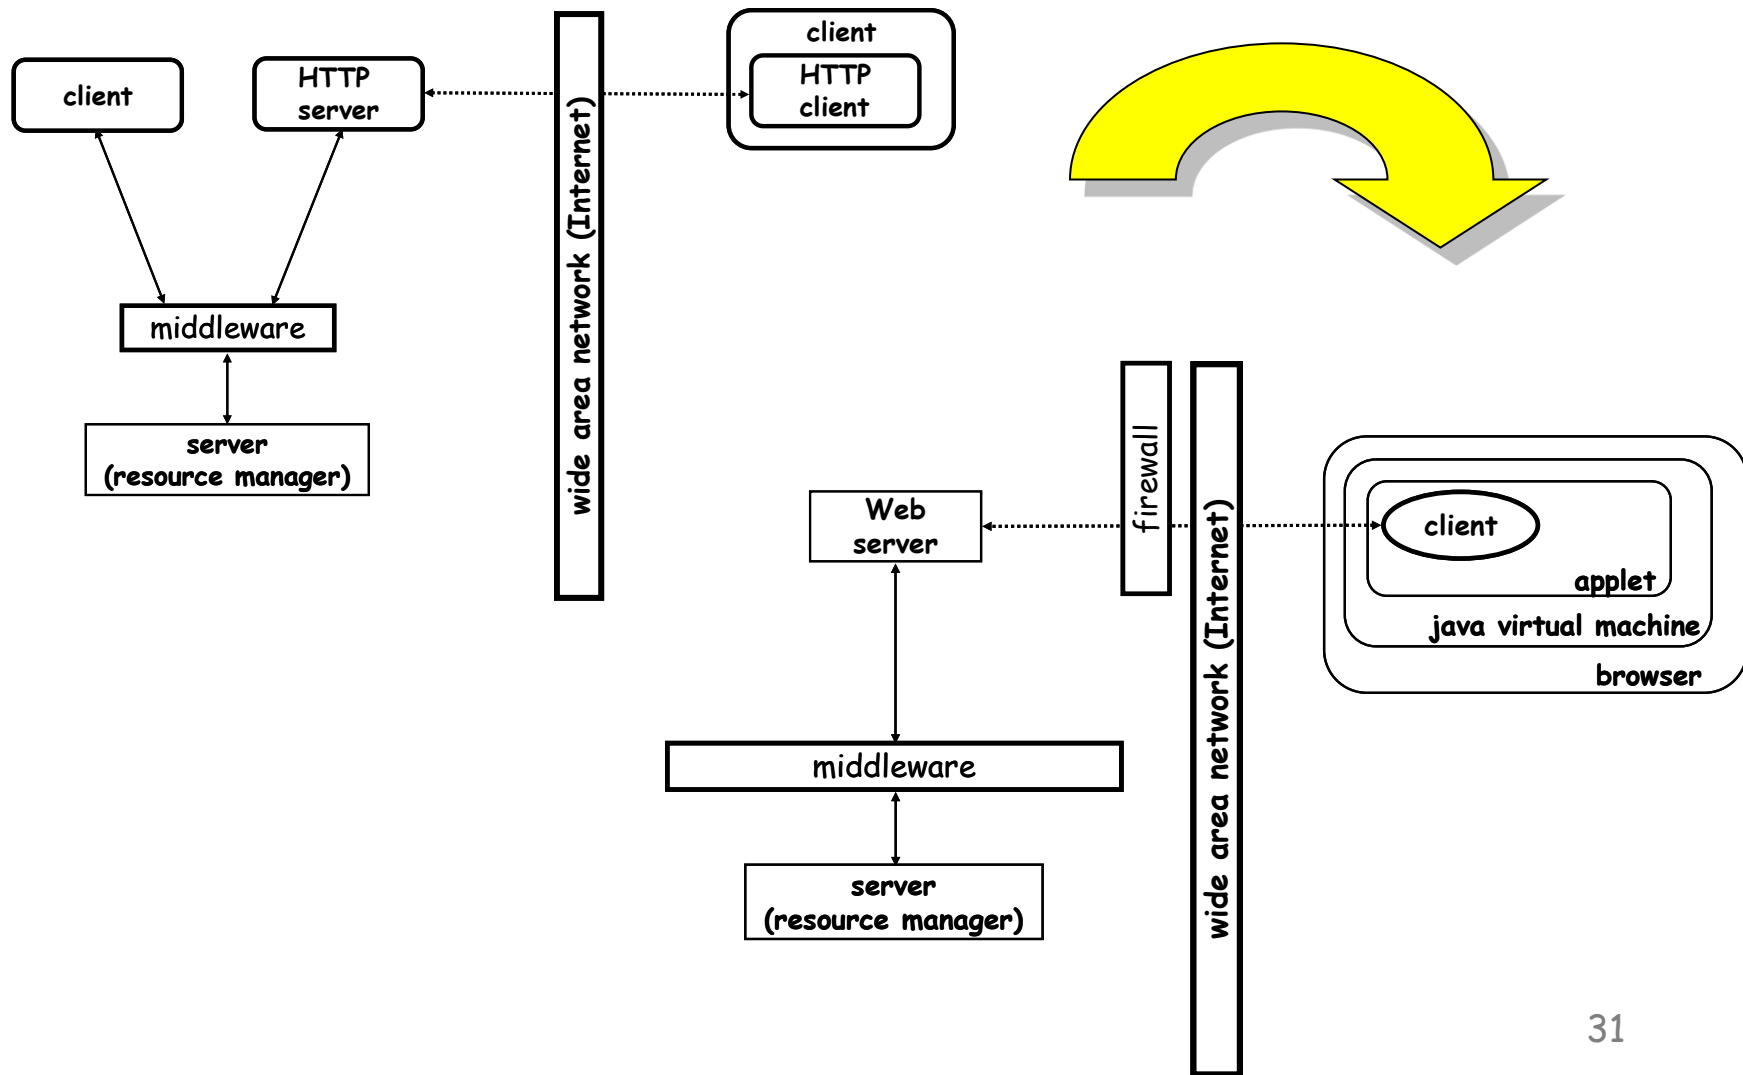 client
HTTP
server
middleware
server
(resource manager)
wide area network (Internet)
client
HTTP
client
Web
server
middleware
server
(resource manager)
firewall
wide area network (Internet)
client
applet
java virtual machine
browser
31